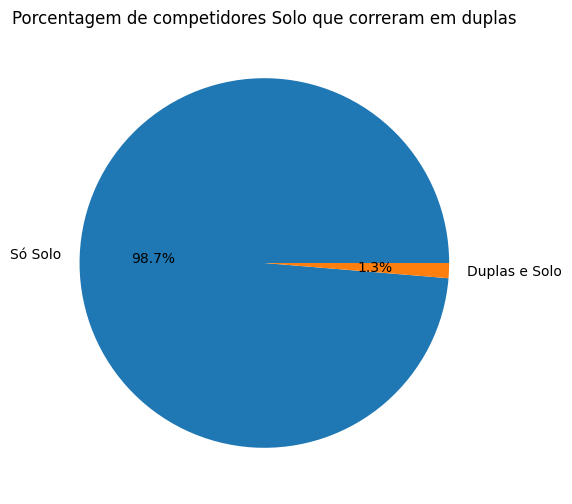 Porcentagem de competidores Solo que correram em duplas
Só Solo
98.7%
1.3%
Duplas e Solo